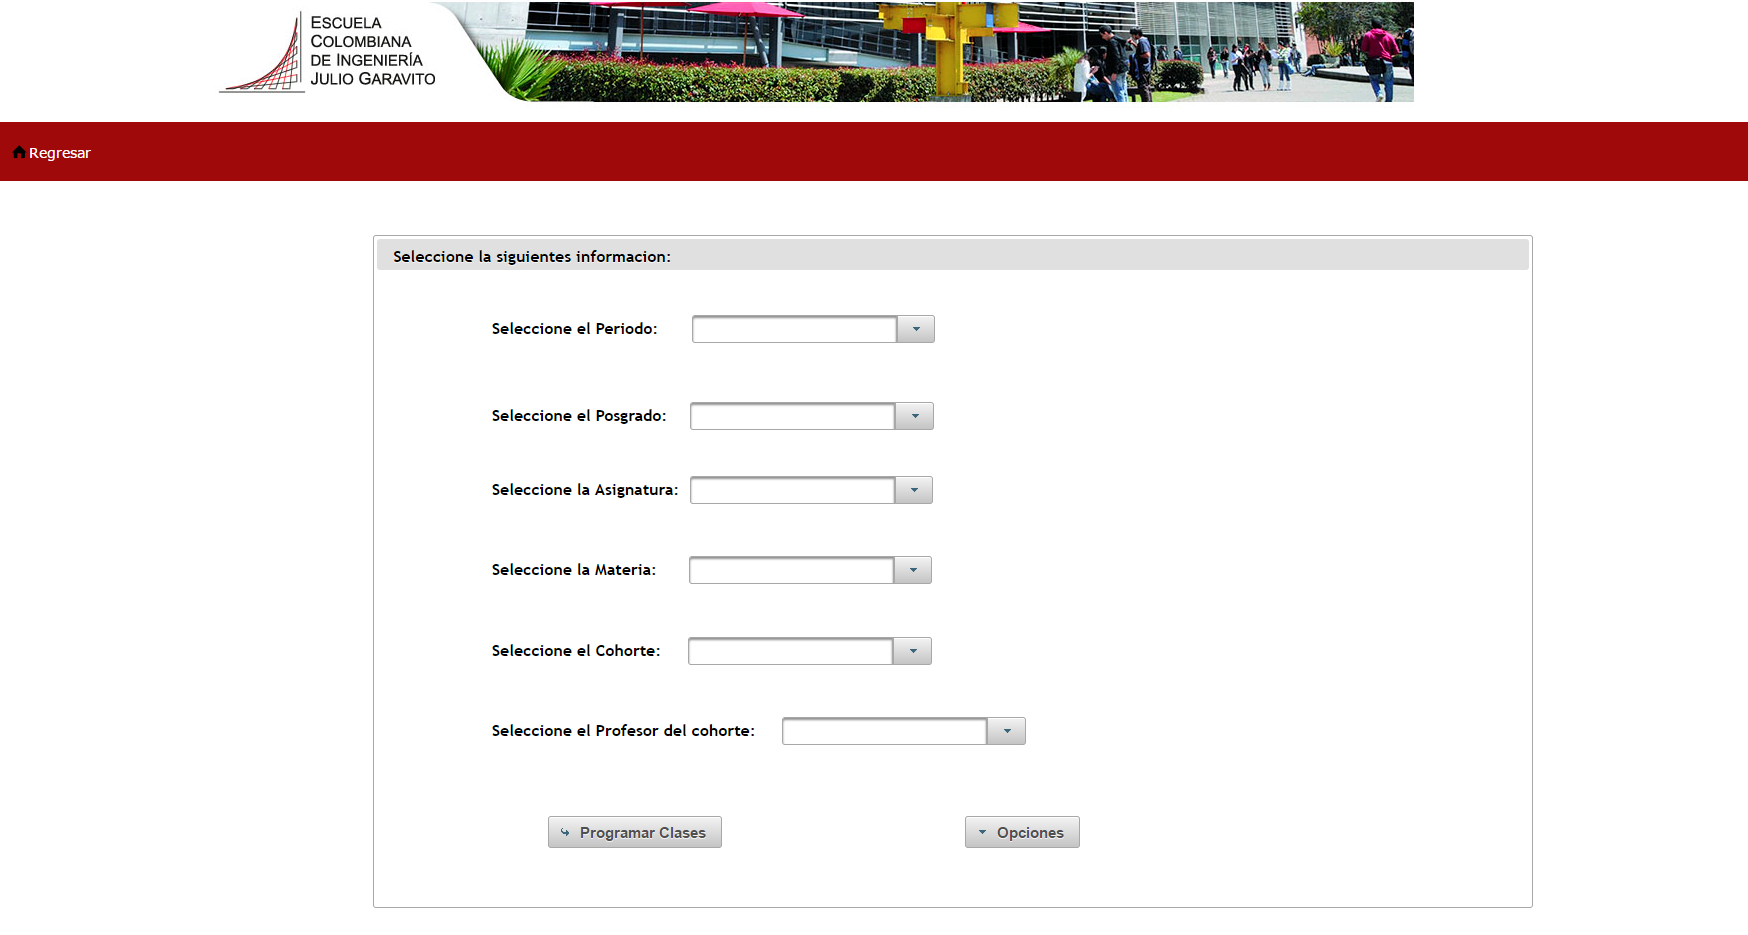 ESCUELA
COLOMBIANA
DE INGENIERÍA
JULIO GARAVITO
Regresar
Seleccione la siguientes informacion:
Seleccione el Periodo:
Seleccione el Posgrado:
Seleccione la Asignatura:
Seleccione la Materia:
Seleccione el Cohorte:
Seleccione el Profesor del cohorte:
Programar Clases
Opciones